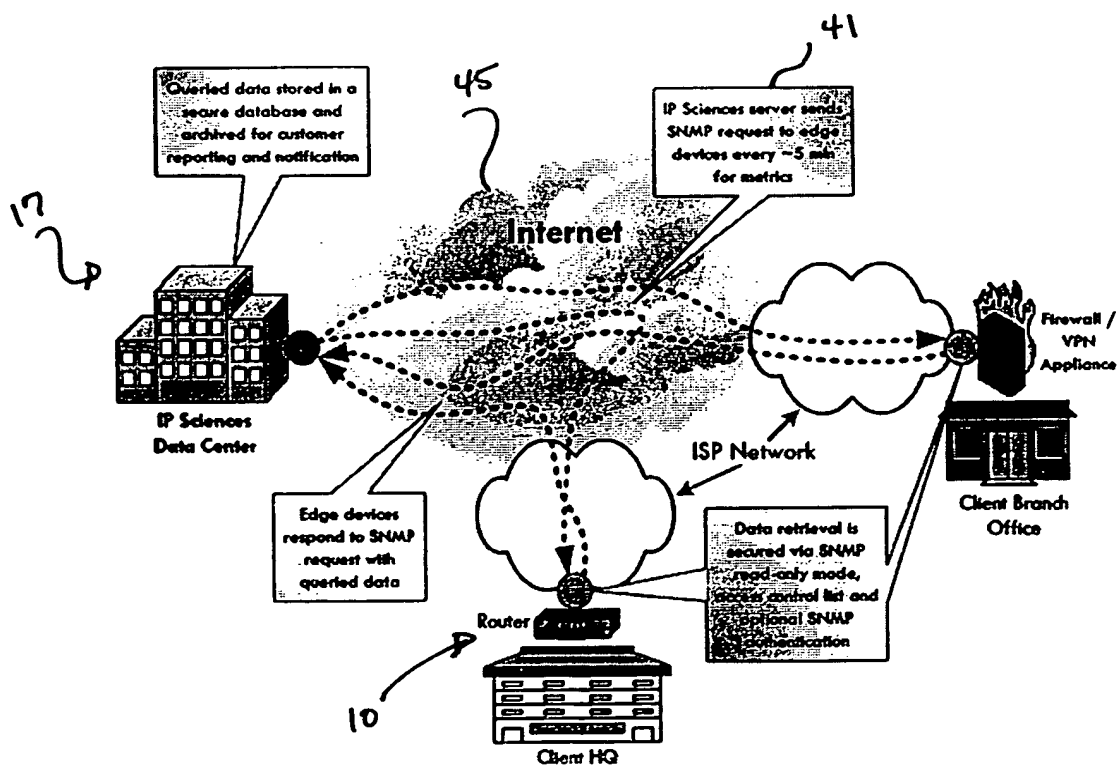 41
45
Queried data stored in a
secure database and
archived for customer
reporting and notification
IP Sciences server sends
SNMP request to edge
devices every ~5 min
for metrics
17
Internet
Firewall /
VPN
Appliance
IP Sciences
Data Center
ISP Network
Client Branch
Office
Edge devices
respond to SNMP
request with
queried data
Data retrieval is
secured via SNMP
read-only mode,
access control list and
optional SNMP
authentication
Router
10
Client HQ